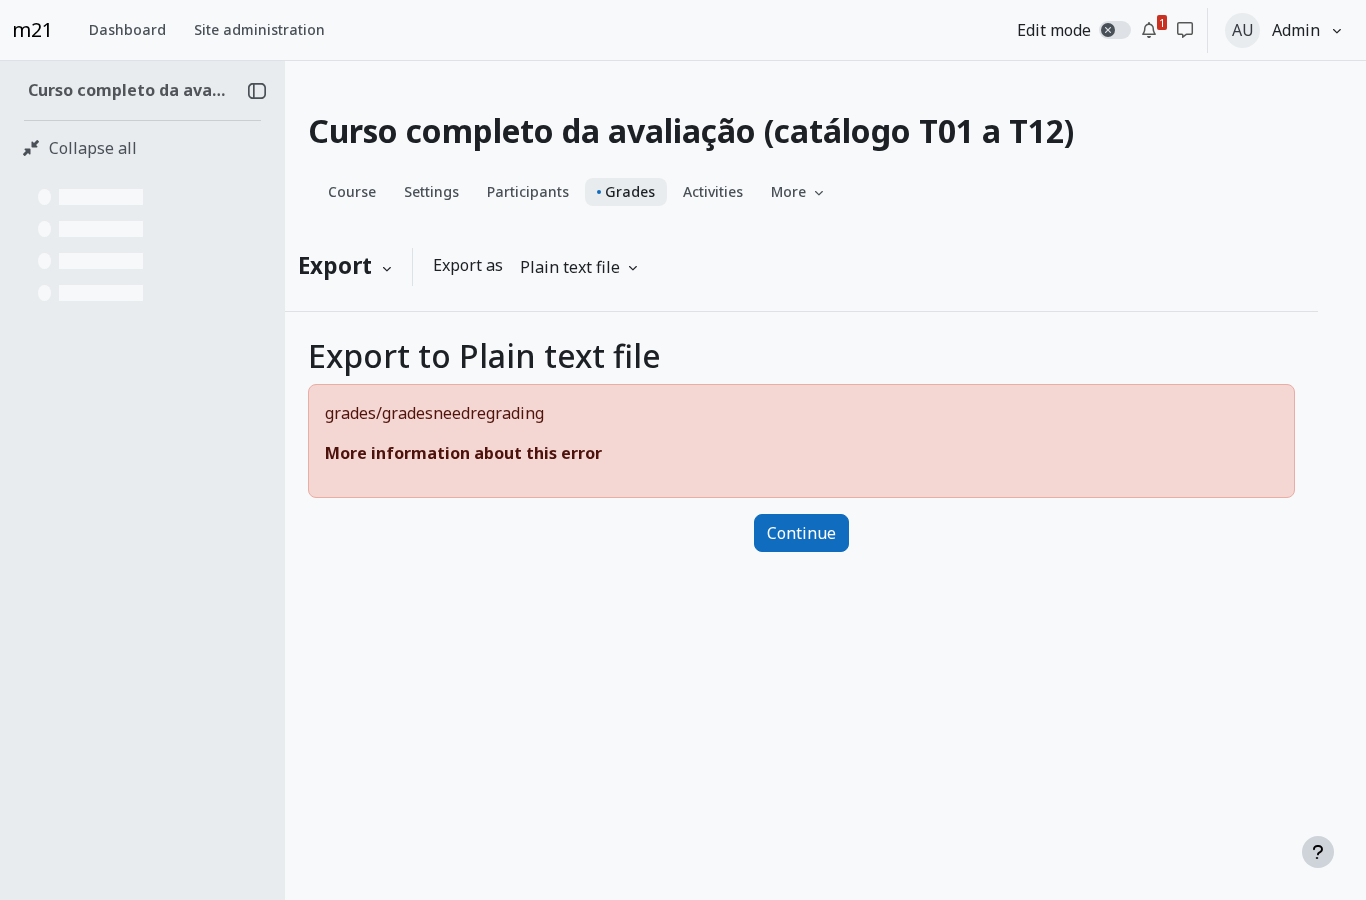 m21
Dashboard
Site administration
Edit mode
1
AU
Admin
Curso completo da ava...
Collapse all
Curso completo da avaliação (catálogo T01 a T12)
Course
Settings
Participants
Grades
Activities
More
Export
Export as
Plain text file
Export to Plain text file
grades/gradesneedregrading
More information about this error
Continue
?